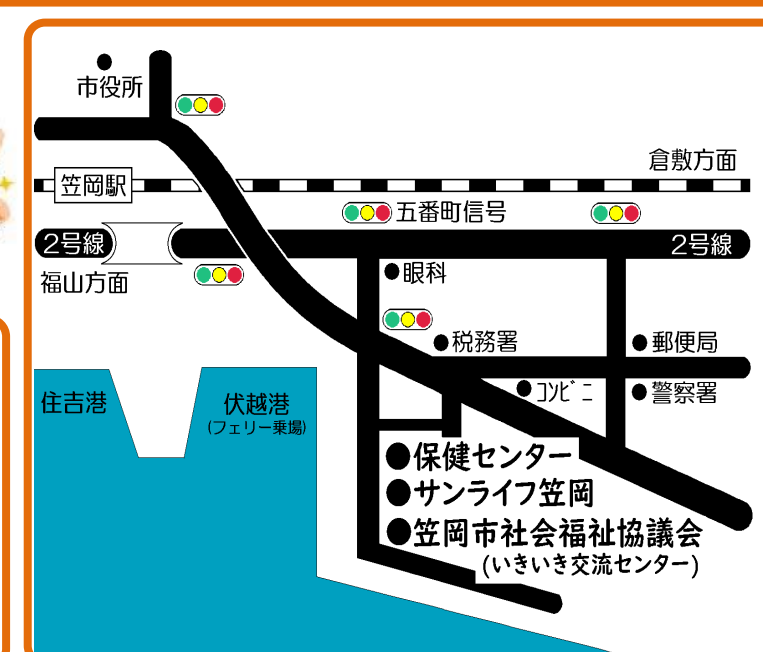 市役所
倉敷方面
笠岡駅
五番町信号
2号線
2号線
福山方面
眼科
税務署
郵便局
コンビニ
警察署
住吉港
伏越港
(フェリー乗場)
保健センター
サンライフ笠岡
笠岡市社会福祉協議会
(いきいき交流センター)